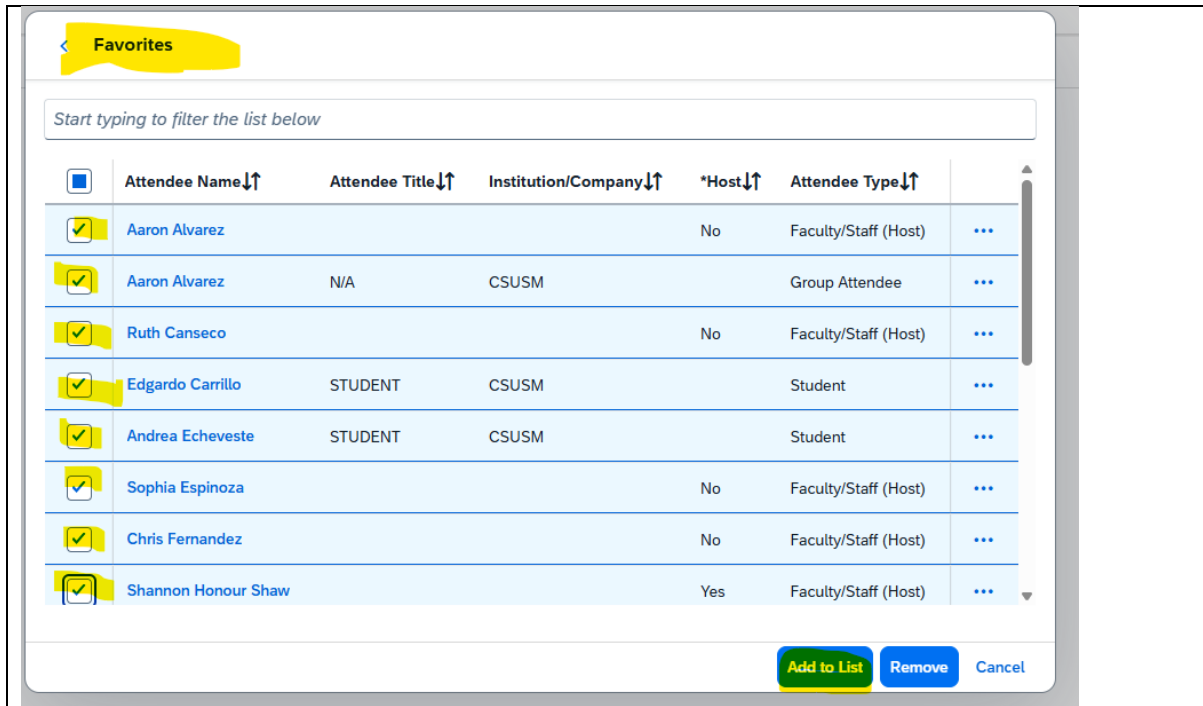 Favorites
Start typing to filter the list below
Attendee Name Attendee Title Institution/Company *Host Attendee Type
Aaron Alvarez No Faculty/Staff (Host)
Aaron Alvarez N/A CSUSM Group Attendee
Ruth Canseco No Faculty/Staff (Host)
Edgardo Carrillo STUDENT CSUSM Student
Andrea Echeveste STUDENT CSUSM Student
Sophia Espinoza No Faculty/Staff (Host)
Chris Fernandez No Faculty/Staff (Host)
Shannon Honour Shaw Yes Faculty/Staff (Host)
Add to List Remove Cancel